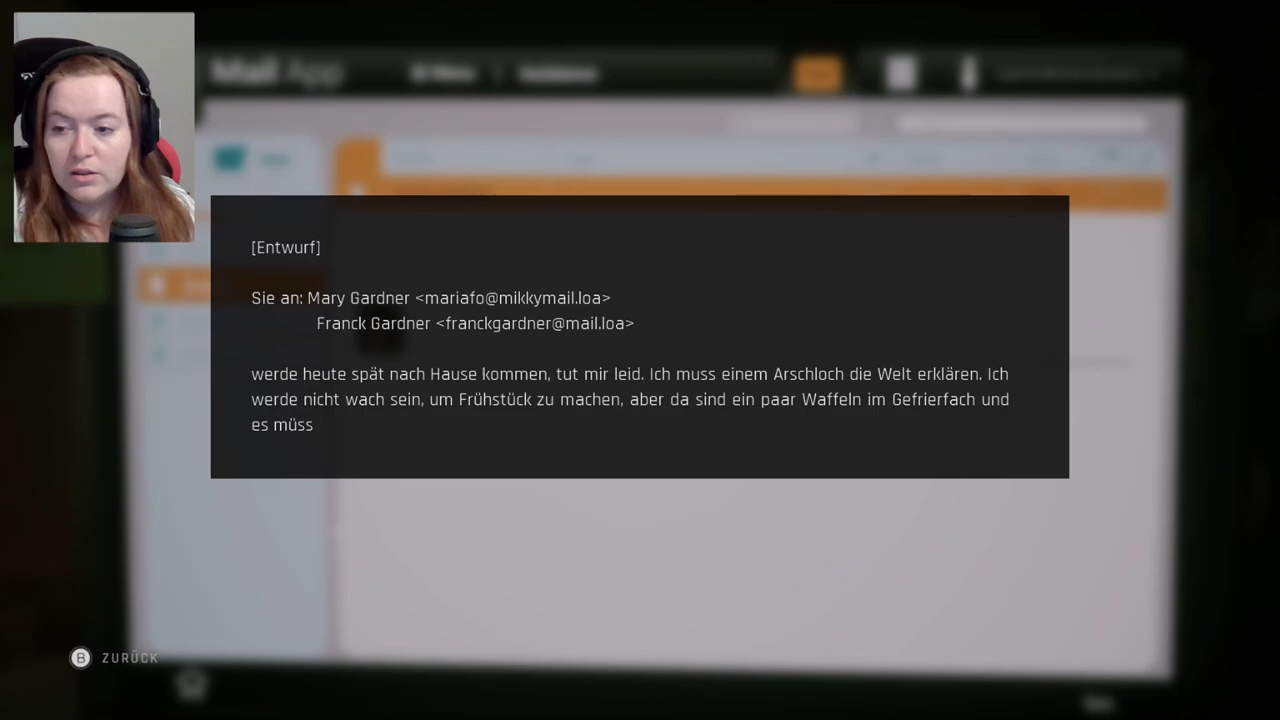 Mail App
[Entwurf]
Sie an: Mary Gardner <mariafo@mikkymail.loa>
Franck Gardner <franckgardner@mail.loa>
werde heute spät nach Hause kommen, tut mir leid. Ich muss einem Arschloch die Welt erklären. Ich
werde nicht wach sein, um Frühstück zu machen, aber da sind ein paar Waffeln im Gefrierfach und
es müss
B ZURÜCK